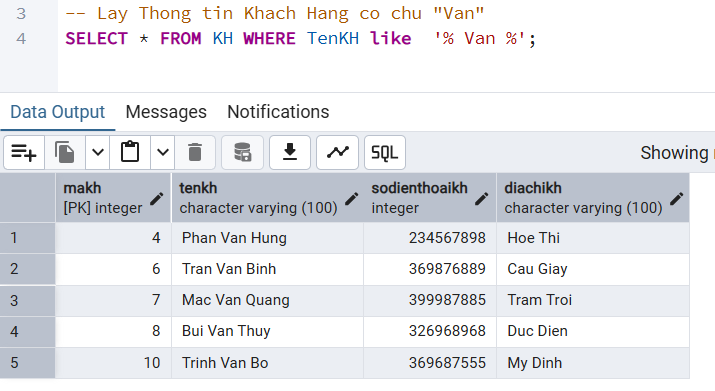 3 -- Lay Thong tin Khach Hang co chu "Van"
4 SELECT * FROM KH WHERE TenKH like '% Van %';
Data Output Messages Notifications
SQL Showing
makh tenkh sodienthoaikh diachikh
[PK] integer character varying (100) integer character varying (100)
1 4 Phan Van Hung 234567898 Hoe Thi
2 6 Tran Van Binh 369876889 Cau Giay
3 7 Mac Van Quang 399987885 Tram Troi
4 8 Bui Van Thuy 326968968 Duc Dien
5 10 Trinh Van Bo 369687555 My Dinh